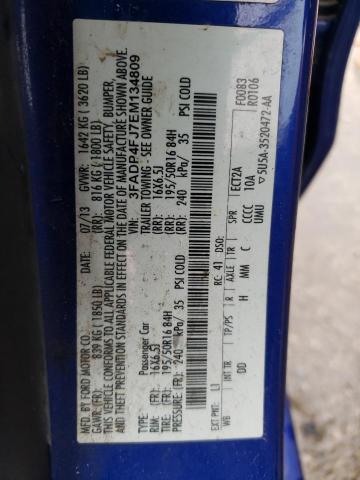 MFD. BY FORD MOTOR CO.
DATE: 07/13 GVWR: 1642 KG ( 3620 LB)
GAWR: (FR): 839 KG (1850 LB) (RR): 816 KG (1800 LB)
THIS VEHICLE CONFORMS TO ALL APPLICABLE FEDERAL MOTOR VEHICLE SAFETY, BUMPER,
AND THEFT PREVENTION STANDARDS IN EFFECT ON THE DATE OF MANUFACTURE SHOWN ABOVE.
VIN: 3FADP4FJ7EM134809
Passenger Car TRAILER TOWING - SEE OWNER GUIDE
RIM: (FR): 16X6.5J (RR): 16X6.5J
TIRE/MIR (FR): 195/50R16 84H (RR): 195/50R16 84H
PRESSURE (FR): 240 kPa/ 35 PSI COLD (RR): 240 kPa/ 35 PSI COLD
EXT PNT: L1 RC: 41 DSO: F0083
R0106
WB INT TR TP/PS R AXLE TR SPR
DD H M ECT2A
MM CCCC 10A
C UMU ▽5U5A-3520472-AA